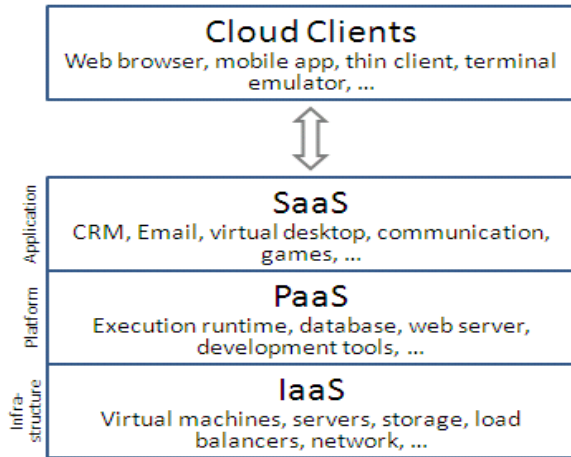 Cloud Clients
Web browser, mobile app, thin client, terminal
emulator, ...
Application
SaaS
CRM, Email, virtual desktop, communication,
games, ...
Platform
PaaS
Execution runtime, database, web server,
development tools, ...
Infra-
structure
IaaS
Virtual machines, servers, storage, load
balancers, network, ...